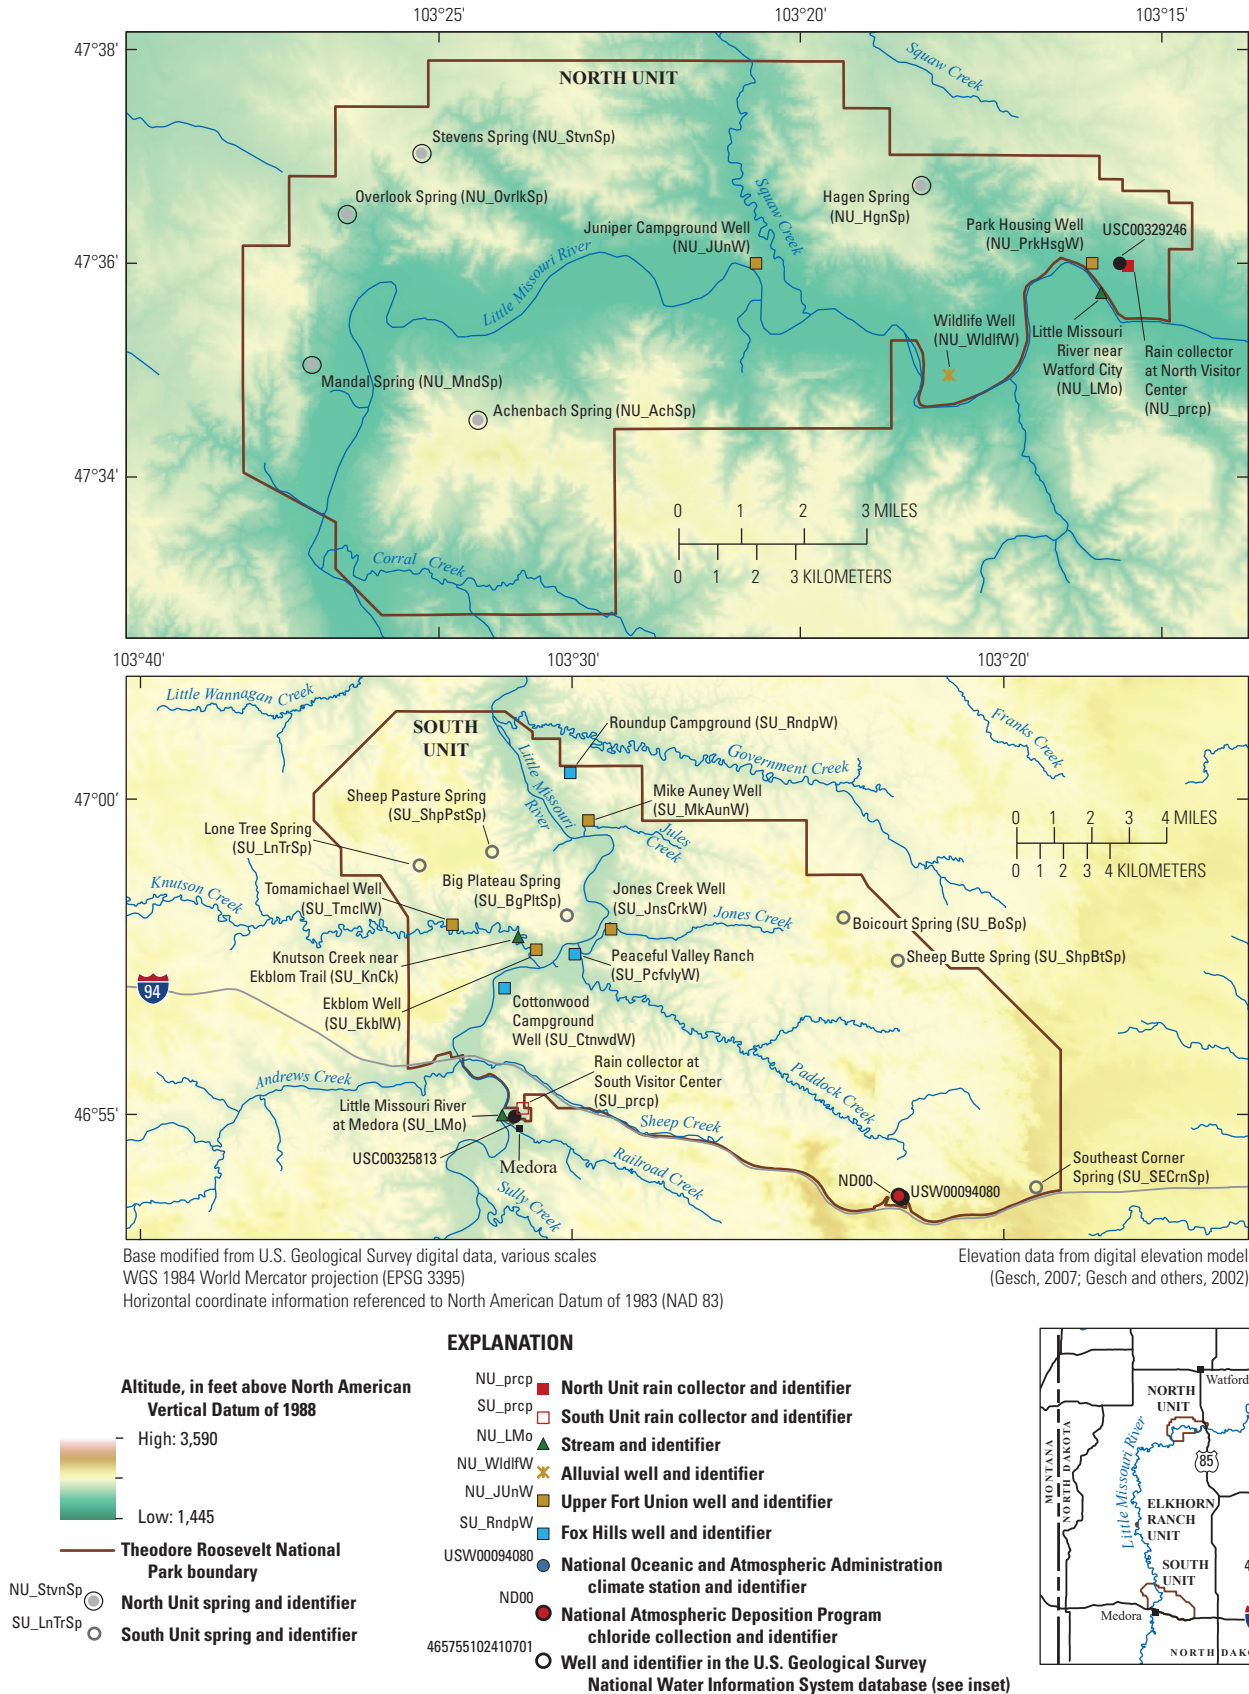 103°25'
103°20'
103°15'
47°38'
47°36'
47°34'
NORTH UNIT
Squaw Creek
Stevens Spring (NU_StvnSp)
Overlook Spring (NU_OvrlkSp)
Hagen Spring
(NU_HgnSp)
Squaw Creek
Juniper Campground Well
(NU_JUnW)
Park Housing Well
(NU_PrkHsgW)
USC00329246
Little Missouri River
Wildlife Well
(NU_WldlfW)
Little Missouri
River near
Watford City
(NU_LMo)
Rain collector
at North Visitor
Center
(NU_prcp)
Mandal Spring (NU_MndSp)
Achenbach Spring (NU_AchSp)
0 1 2 3 MILES
0 1 2 3 KILOMETERS
Corral Creek
103°40'
103°30'
103°20'
47°00'
46°55'
Little Wannagan Creek
SOUTH
UNIT
Roundup Campground (SU_RndpW)
Government Creek
Franks Creek
Little Missouri
River
Sheep Pasture Spring
(SU_ShpPstSp)
Mike Auney Well
(SU_MkAunW)
Jules
Creek
0 1 2 3 4 MILES
0 1 2 3 4 KILOMETERS
Lone Tree Spring
(SU_LnTrSp)
Knutson Creek
Tomamichael Well
(SU_TmclW)
Big Plateau Spring
(SU_BgPltSp)
Jones Creek Well
(SU_JnsCrkW)
Jones Creek
Boicourt Spring (SU_BoSp)
Knutson Creek near
Ekblom Trail (SU_KnCk)
Peaceful Valley Ranch
(SU_PcfvlyW)
Sheep Butte Spring (SU_ShpBtSp)
94
Ekblom Well
(SU_EkblW)
Cottonwood
Campground
Well (SU_CtnwdW)
Andrews Creek
Rain collector at
South Visitor Center
(SU_prcp)
Paddock Creek
Little Missouri River
at Medora (SU_LMo)
Sheep Creek
USC00325813
Medora
Railroad Creek
Sully Creek
ND00
USW00094080
Southeast Corner
Spring (SU_SECrnSp)
Base modified from U.S. Geological Survey digital data, various scales
WGS 1984 World Mercator projection (EPSG 3395)
Horizontal coordinate information referenced to North American Datum of 1983 (NAD 83)
Elevation data from digital elevation model
(Gesch, 2007; Gesch and others, 2002)
EXPLANATION
Altitude, in feet above North American
Vertical Datum of 1988
High: 3,590
Low: 1,445
Theodore Roosevelt National
Park boundary
NU_StvnSp
North Unit spring and identifier
SU_LnTrSp
South Unit spring and identifier
NU_prcp
North Unit rain collector and identifier
SU_prcp
South Unit rain collector and identifier
NU_LMo
Stream and identifier
NU_WldlfW
Alluvial well and identifier
NU_JUnW
Upper Fort Union well and identifier
SU_RndpW
Fox Hills well and identifier
USW00094080
National Oceanic and Atmospheric Administration
climate station and identifier
ND00
National Atmospheric Deposition Program
chloride collection and identifier
465755102410701
Well and identifier in the U.S. Geological Survey
National Water Information System database (see inset)
Watford
NORTH
UNIT
85
MONTANA
NORTH DAKOTA
Little Missouri River
ELKHORN
RANCH
UNIT
SOUTH
UNIT
Medora
NORTH DAK